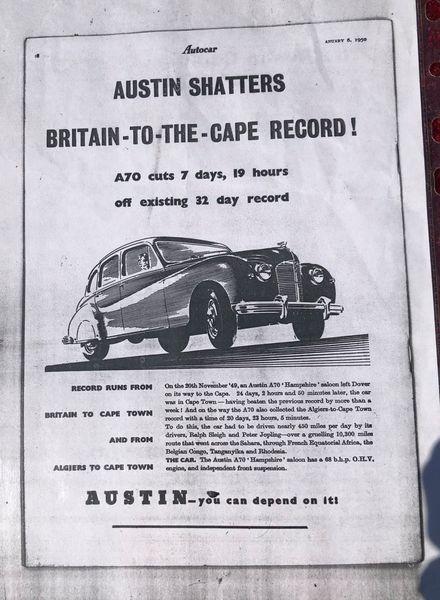 Autocar
JANUARY 6, 1950
AUSTIN SHATTERS
BRITAIN-TO-THE-CAPE RECORD!
A70 cuts 7 days, 19 hours
off existing 32 day record
RECORD RUNS FROM
BRITAIN TO CAPE TOWN
AND FROM
ALGIERS TO CAPE TOWN
On the 20th November '49, an Austin A70 'Hampshire' saloon left Dover
on its way to the Cape. 24 days, 2 hours and 50 minutes later, the car
was in Cape Town—having beaten the previous record by more than a
week! And on the way the A70 also collected the Algiers-to-Cape Town
record with a time of 20 days, 23 hours, 5 minutes.
To do this, the car had to be driven nearly 450 miles per day by its
drivers, Ralph Sleigh and Peter Jopling—over a gruelling 10,300 miles
route that went across the Sahara, through French Equatorial Africa, the
Belgian Congo, Tanganyika and Rhodesia.
THE CAR. The Austin A70 'Hampshire' saloon has a 68 b.h.p. O.H.V.
engine, and independent front suspension.
AUSTIN—you can depend on it!